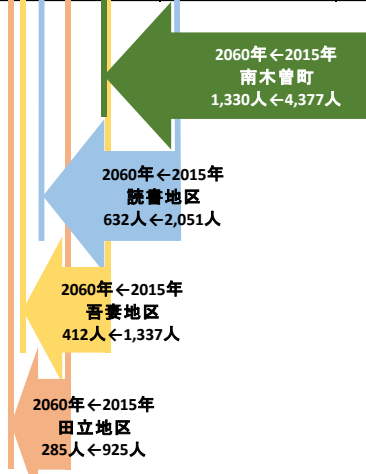 2060年←2015年
南木曽町
1,330人←4,377人
2060年←2015年
読書地区
632人←2,051人
2060年←2015年
吾妻地区
412人←1,337人
2060年←2015年
田立地区
285人←925人